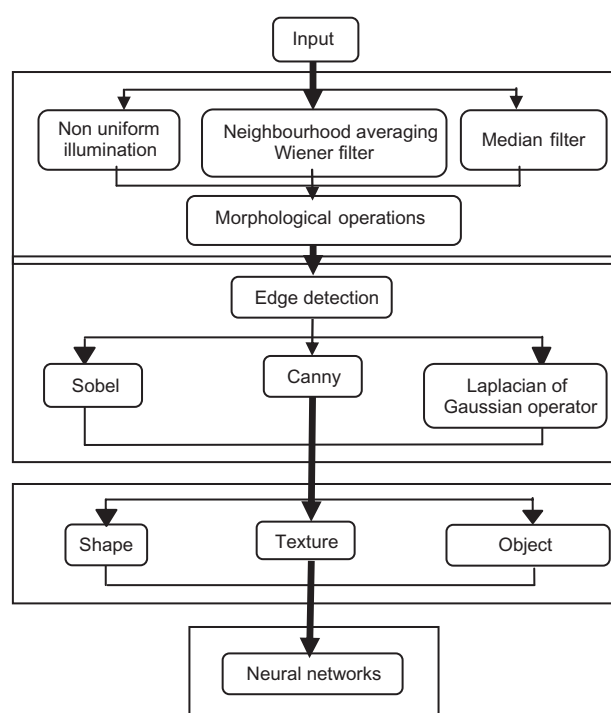 Input
Non uniform
illumination
Neighbourhood averaging
Wiener filter
Median filter
Morphological operations
Edge detection
Sobel
Canny
Laplacian of
Gaussian operator
Shape
Texture
Object
Neural networks